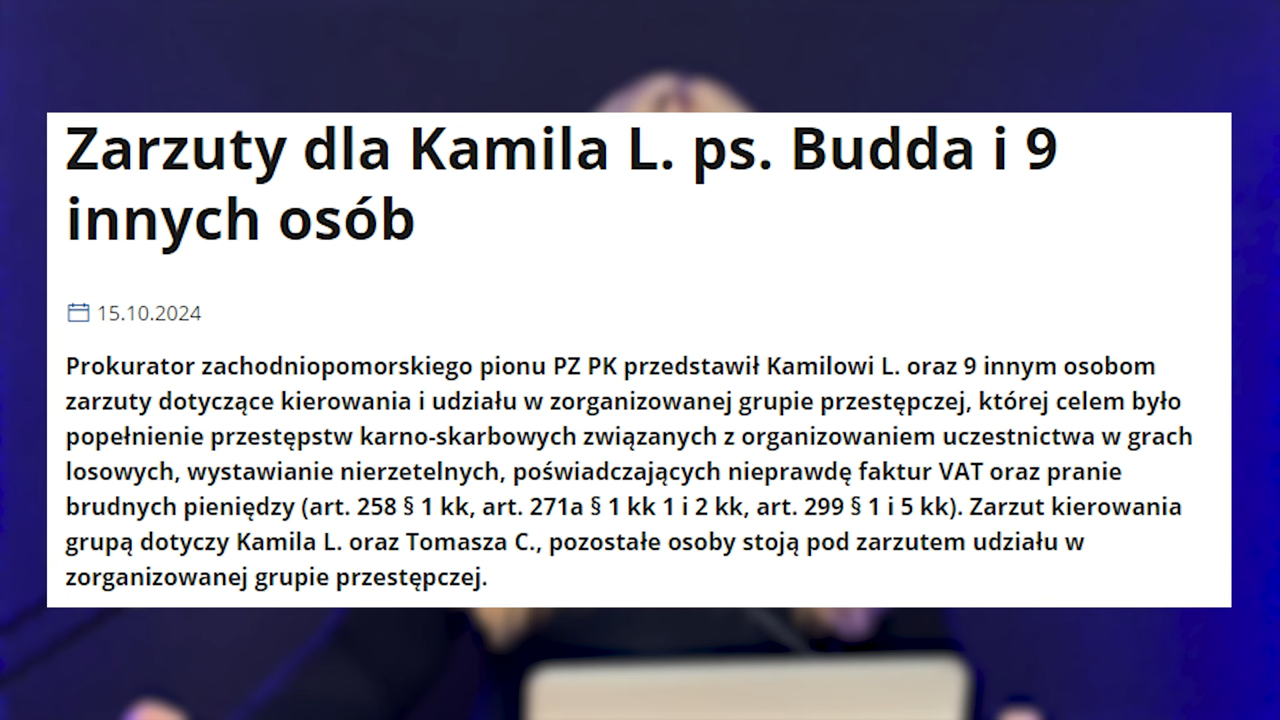 Zarzuty dla Kamila L. ps. Budda i 9
innych osób
15.10.2024
Prokurator zachodniopomorskiego pionu PZ PK przedstawił Kamilowi L. oraz 9 innym osobom
zarzuty dotyczące kierowania i udziału w zorganizowanej grupie przestępczej, której celem było
popełnienie przestępstw karno-skarbowych związanych z organizowaniem uczestnictwa w grach
losowych, wystawianie nierzetelnych, poświadczających nieprawdę faktur VAT oraz pranie
brudnych pieniędzy (art. 258 § 1 kk, art. 271a § 1 kk 1 i 2 kk, art. 299 § 1 i 5 kk). Zarzut kierowania
grupą dotyczy Kamila L. oraz Tomasza C., pozostałe osoby stoją pod zarzutem udziału w
zorganizowanej grupie przestępczej.